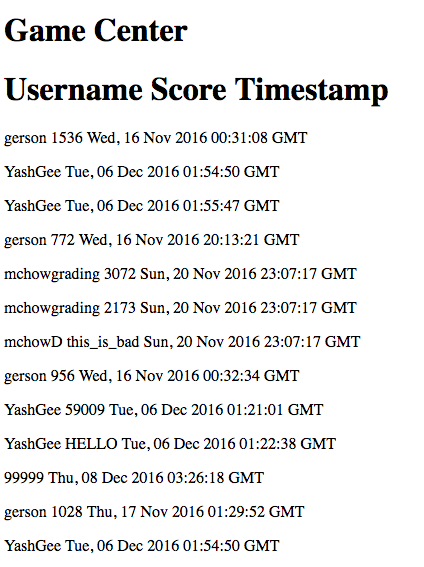 Game Center
Username Score Timestamp
gerson 1536 Wed, 16 Nov 2016 00:31:08 GMT
YashGee Tue, 06 Dec 2016 01:54:50 GMT
YashGee Tue, 06 Dec 2016 01:55:47 GMT
gerson 772 Wed, 16 Nov 2016 20:13:21 GMT
mchowgrading 3072 Sun, 20 Nov 2016 23:07:17 GMT
mchowgrading 2173 Sun, 20 Nov 2016 23:07:17 GMT
mchowD this_is_bad Sun, 20 Nov 2016 23:07:17 GMT
gerson 956 Wed, 16 Nov 2016 00:32:34 GMT
YashGee 59009 Tue, 06 Dec 2016 01:21:01 GMT
YashGee HELLO Tue, 06 Dec 2016 01:22:38 GMT
99999 Thu, 08 Dec 2016 03:26:18 GMT
gerson 1028 Thu, 17 Nov 2016 01:29:52 GMT
YashGee Tue, 06 Dec 2016 01:54:50 GMT